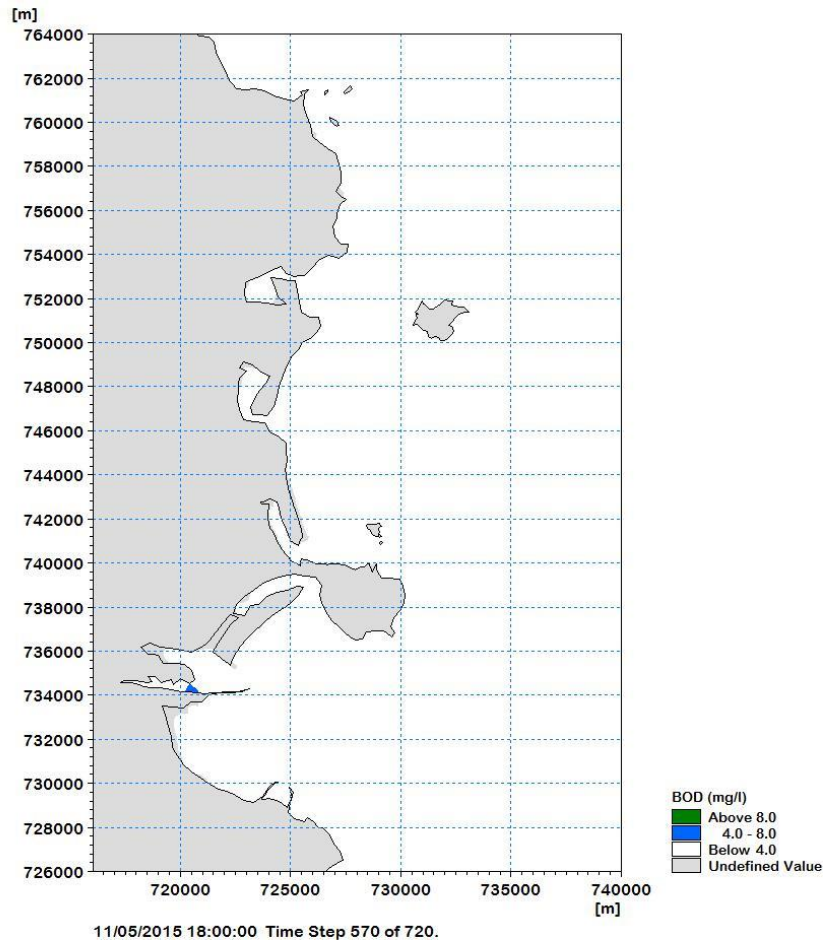 [m]
764000
762000
760000
758000
756000
754000
752000
750000
748000
746000
744000
742000
740000
738000
736000
734000
732000
730000
728000
726000
720000 725000 730000 735000 740000
[m]
BOD (mg/l)
Above 8.0
4.0 - 8.0
Below 4.0
Undefined Value
11/05/2015 18:00:00 Time Step 570 of 720.